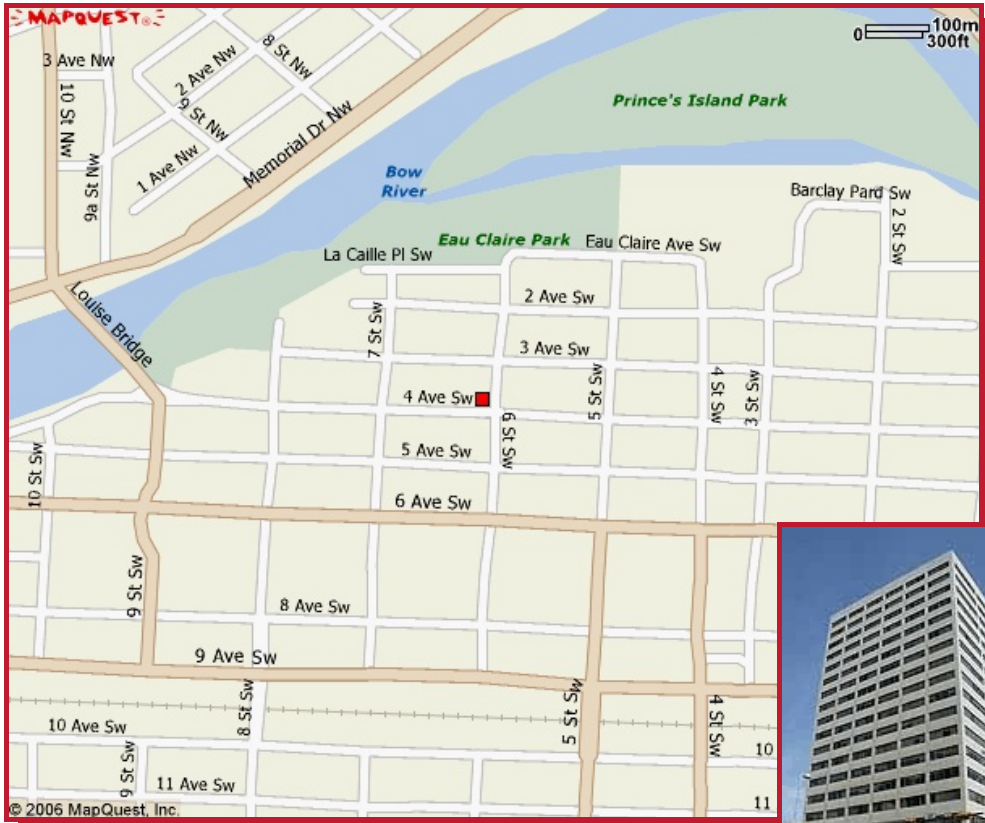 MAPQUEST®
100m
0
300ft
3 Ave Nw
8 St Nw
2 Ave Nw
10 St Nw
9 St Nw
Memorial Dr Nw
Prince's Island Park
1 Ave Nw
9a St Nw
Bow
River
Barclay Pard Sw
2 St Sw
Eau Claire Park
Eau Claire Ave Sw
La Caille Pl Sw
Louise Bridge
2 Ave Sw
7 St Sw
3 Ave Sw
5 St Sw
4 St Sw
3 St Sw
4 Ave Sw
6 St Sw
10 St Sw
5 Ave Sw
6 Ave Sw
9 St Sw
8 Ave Sw
9 Ave Sw
8 St Sw
5 St Sw
4 St Sw
10 Ave Sw
10
9 St Sw
11 Ave Sw
11
© 2006 MapQuest, Inc.